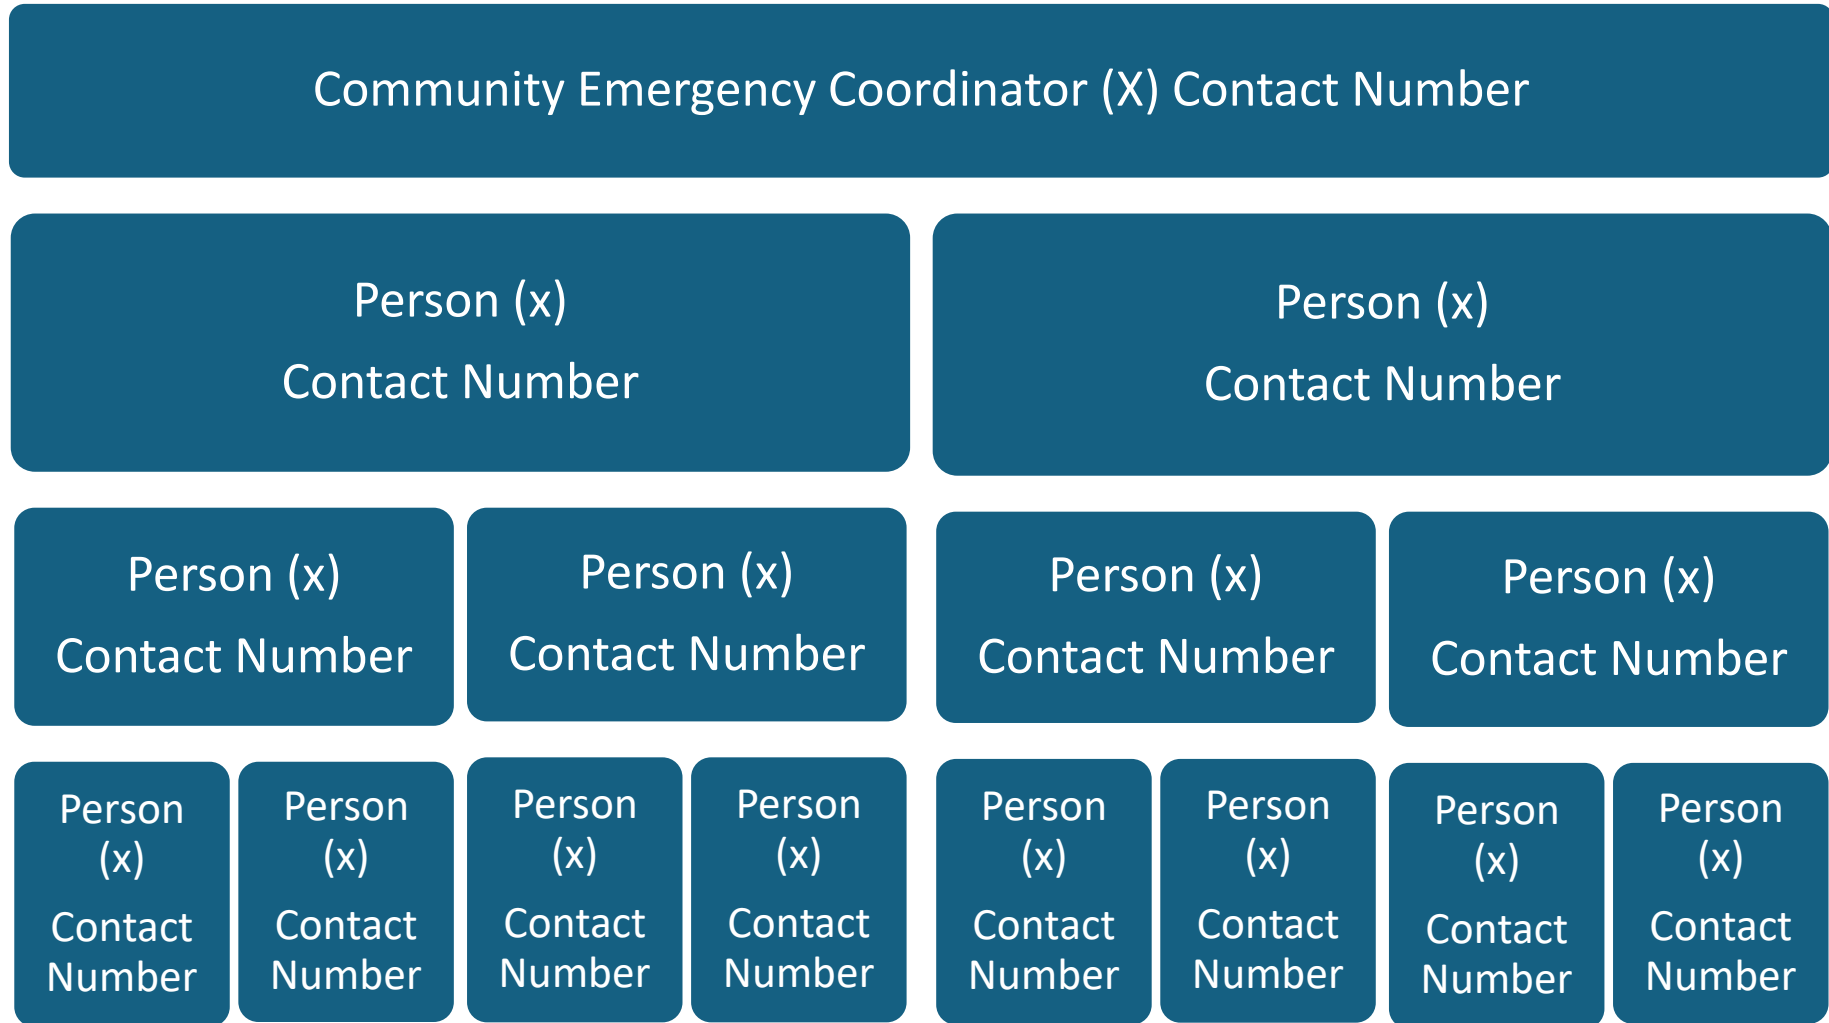 Community Emergency Coordinator (X) Contact Number
Person (x)
Contact Number
Person (x)
Contact Number
Person (x)
Contact Number
Person (x)
Contact Number
Person (x)
Contact Number
Person (x)
Contact Number
Person
(x)
Contact
Number
Person
(x)
Contact
Number
Person
(x)
Contact
Number
Person
(x)
Contact
Number
Person
(x)
Contact
Number
Person
(x)
Contact
Number
Person
(x)
Contact
Number
Person
(x)
Contact
Number